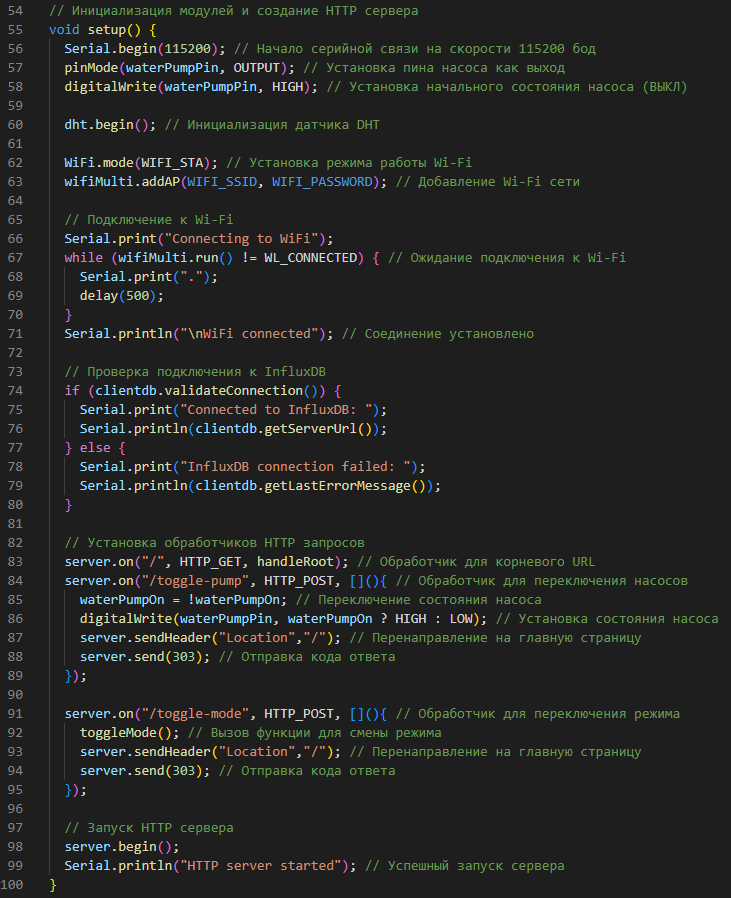 54 // Инициализация модулей и создание HTTP сервера
55 void setup() {
56   Serial.begin(115200); // Начало серийной связи на скорости 115200 бод
57   pinMode(waterPumpPin, OUTPUT); // Установка пина насоса как выход
58   digitalWrite(waterPumpPin, HIGH); // Установка начального состояния насоса (ВЫКЛ)
59
60   dht.begin(); // Инициализация датчика DHT
61
62   WiFi.mode(WIFI_STA); // Установка режима работы Wi-Fi
63   wifiMulti.addAP(WIFI_SSID, WIFI_PASSWORD); // Добавление Wi-Fi сети
64
65   // Подключение к Wi-Fi
66   Serial.print("Connecting to WiFi");
67   while (wifiMulti.run() != WL_CONNECTED) { // Ожидание подключения к Wi-Fi
68     Serial.print(".");
69     delay(500);
70   }
71   Serial.println("\nWiFi connected"); // Соединение установлено
72
73   // Проверка подключения к InfluxDB
74   if (clientdb.validateConnection()) {
75     Serial.print("Connected to InfluxDB: ");
76     Serial.println(clientdb.getServerUrl());
77   } else {
78     Serial.print("InfluxDB connection failed: ");
79     Serial.println(clientdb.getLastErrorMessage());
80   }
81
82   // Установка обработчиков HTTP запросов
83   server.on("/", HTTP_GET, handleRoot); // Обработчик для корневого URL
84   server.on("/toggle-pump", HTTP_POST, [](){ // Обработчик для переключения насосов
85     waterPumpOn = !waterPumpOn; // Переключение состояния насоса
86     digitalWrite(waterPumpPin, waterPumpOn ? HIGH : LOW); // Установка состояния насоса
87     server.sendHeader("Location","/"); // Перенаправление на главную страницу
88     server.send(303); // Отправка кода ответа
89   });
90
91   server.on("/toggle-mode", HTTP_POST, [](){ // Обработчик для переключения режима
92     toggleMode(); // Вызов функции для смены режима
93     server.sendHeader("Location","/"); // Перенаправление на главную страницу
94     server.send(303); // Отправка кода ответа
95   });
96
97   // Запуск HTTP сервера
98   server.begin();
99   Serial.println("HTTP server started"); // Успешный запуск сервера
100 }